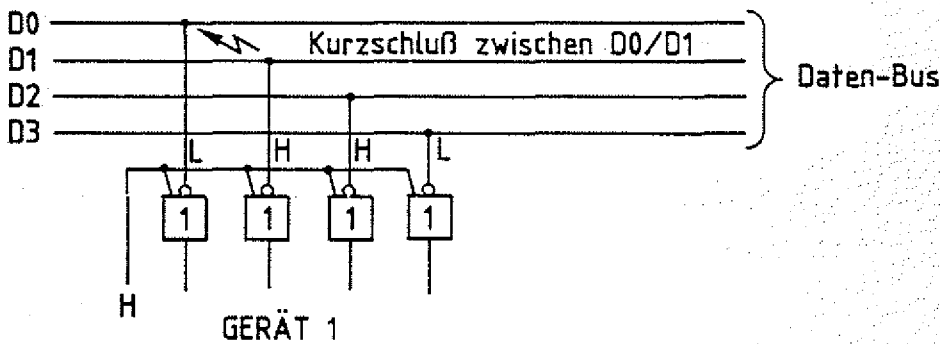 D0
Kurzschluß zwischen D0/D1
D1
Daten-Bus
D2
D3
L H H L
1 1 1 1
H
GERÄT 1